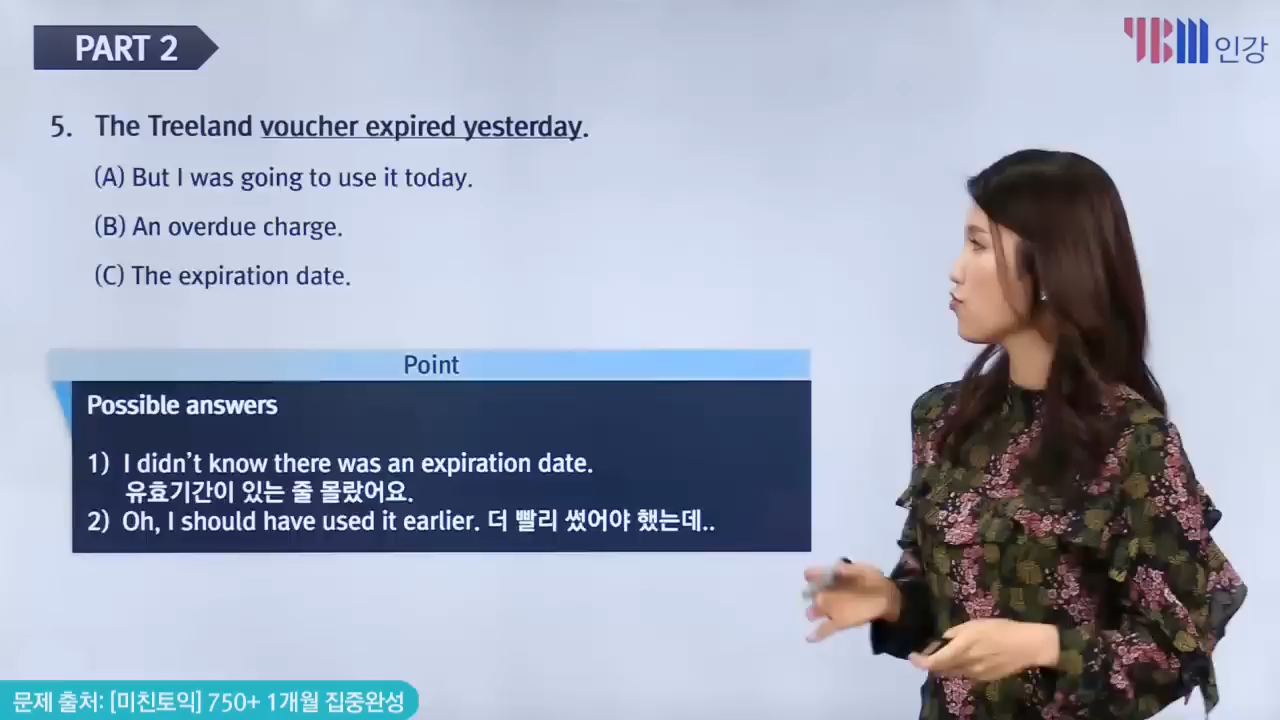 PART 2
YBM 인강
5. The Treeland voucher expired yesterday.
(A) But I was going to use it today.
(B) An overdue charge.
(C) The expiration date.
Point
Possible answers
1) I didn't know there was an expiration date.
유효기간이 있는 줄 몰랐어요.
2) Oh, I should have used it earlier. 더 빨리 썼어야 했는데..
문제 출처: [미친토익] 750+ 1개월 집중완성